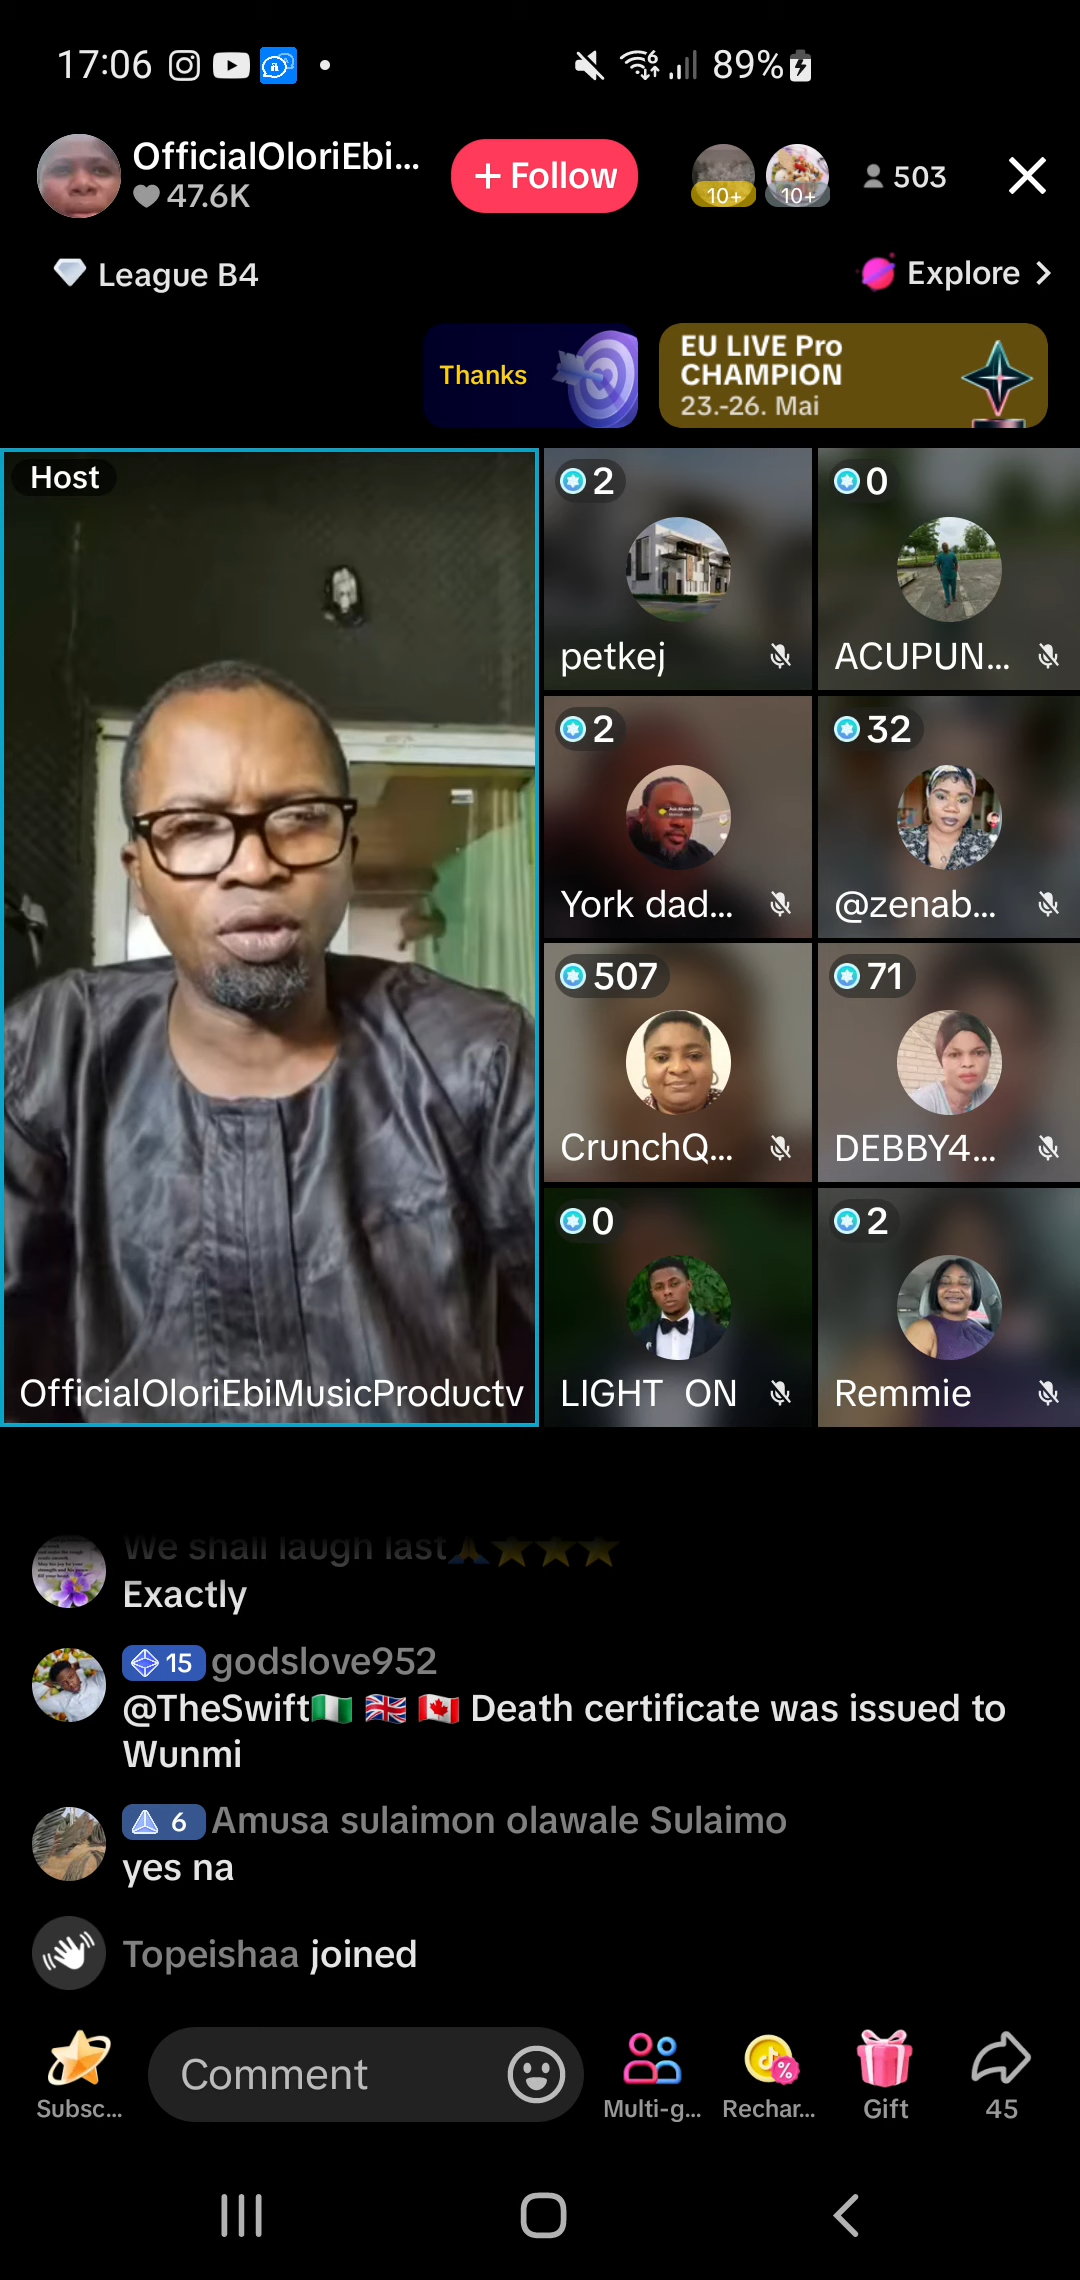 17:06
89%
OfficialOloriEbi...
47.6K
+ Follow
10+
10+
503
League B4
Explore
Thanks
EU LIVE Pro
CHAMPION
23.-26. Mai
Host
OfficialOloriEbiMusicProductv
2
petkej
0
ACUPUN...
2
York dad...
32
@zenab...
507
CrunchQ...
71
DEBBY4...
0
LIGHT ON
2
Remmie
We shall laugh last🙏⭐⭐⭐
Exactly
15 godslove952
@TheSwift🇳🇬 🇬🇧 🇨🇦 Death certificate was issued to
Wunmi
6 Amusa sulaimon olawale Sulaimo
yes na
Topeishaa joined
Comment
Subsc...
Multi-g...
Rechar...
Gift
45